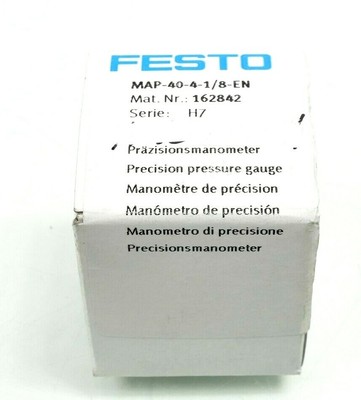 FESTO
MAP-40-4-1/8-EN
Mat. Nr.: 162842
Serie: H7
Präzisionsmanometer
Precision pressure gauge
Manomètre de précision
Manómetro de precisión
Manometro di precisione
Precisionsmanometer